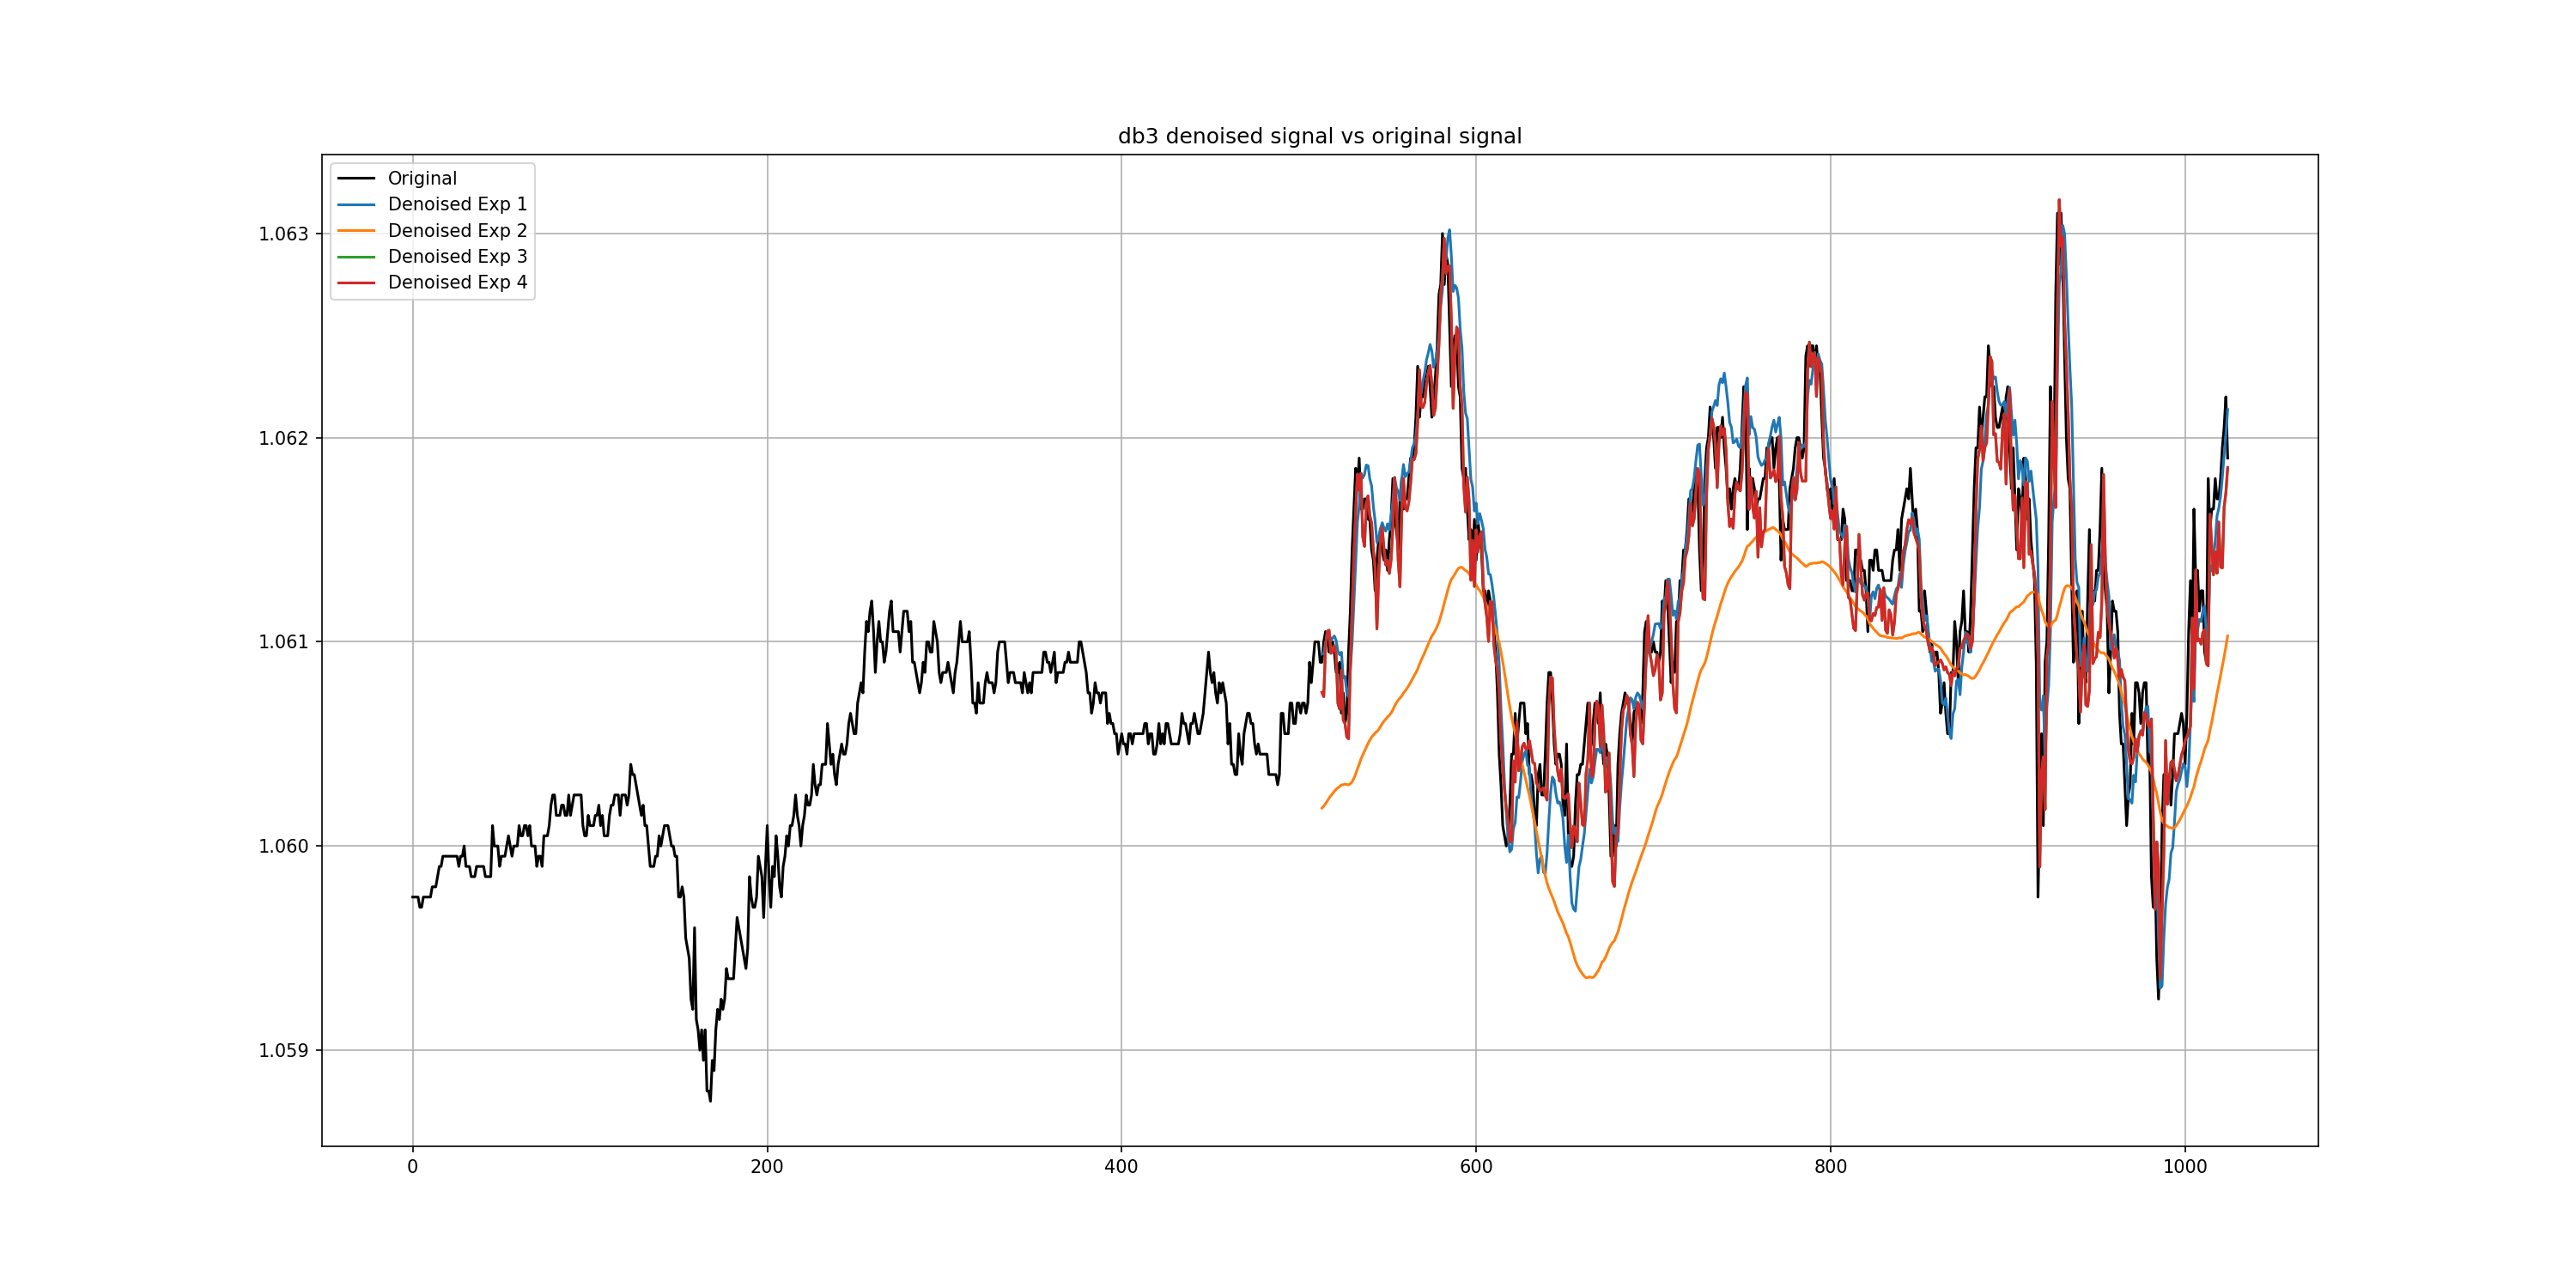 db3 denoised signal vs original signal
Original
Denoised Exp 1
Denoised Exp 2
Denoised Exp 3
Denoised Exp 4
1.063
1.062
1.061
1.060
1.059
0 200 400 600 800 1000